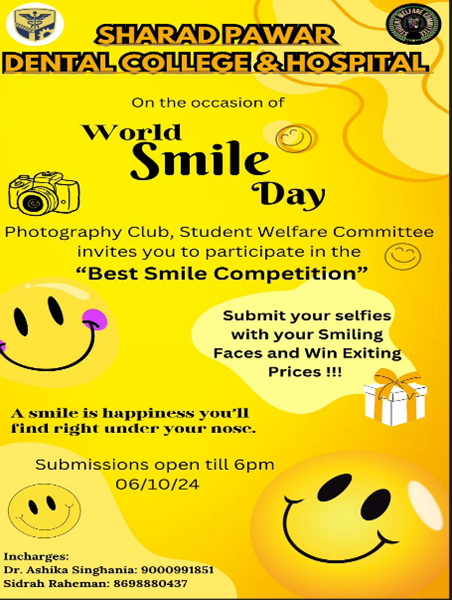 SHARAD PAWAR
DENTAL COLLEGE & HOSPITAL
On the occasion of
World
Smile
Day
Photography Club, Student Welfare Committee
invites you to participate in the
“Best Smile Competition”
Submit your selfies
with your Smiling
Faces and Win Exiting
Prices !!!
A smile is happiness you’ll
find right under your nose.
Submissions open till 6pm
06/10/24
Incharges:
Dr. Ashika Singhania: 9000991851
Sidrah Raheman: 8698880437